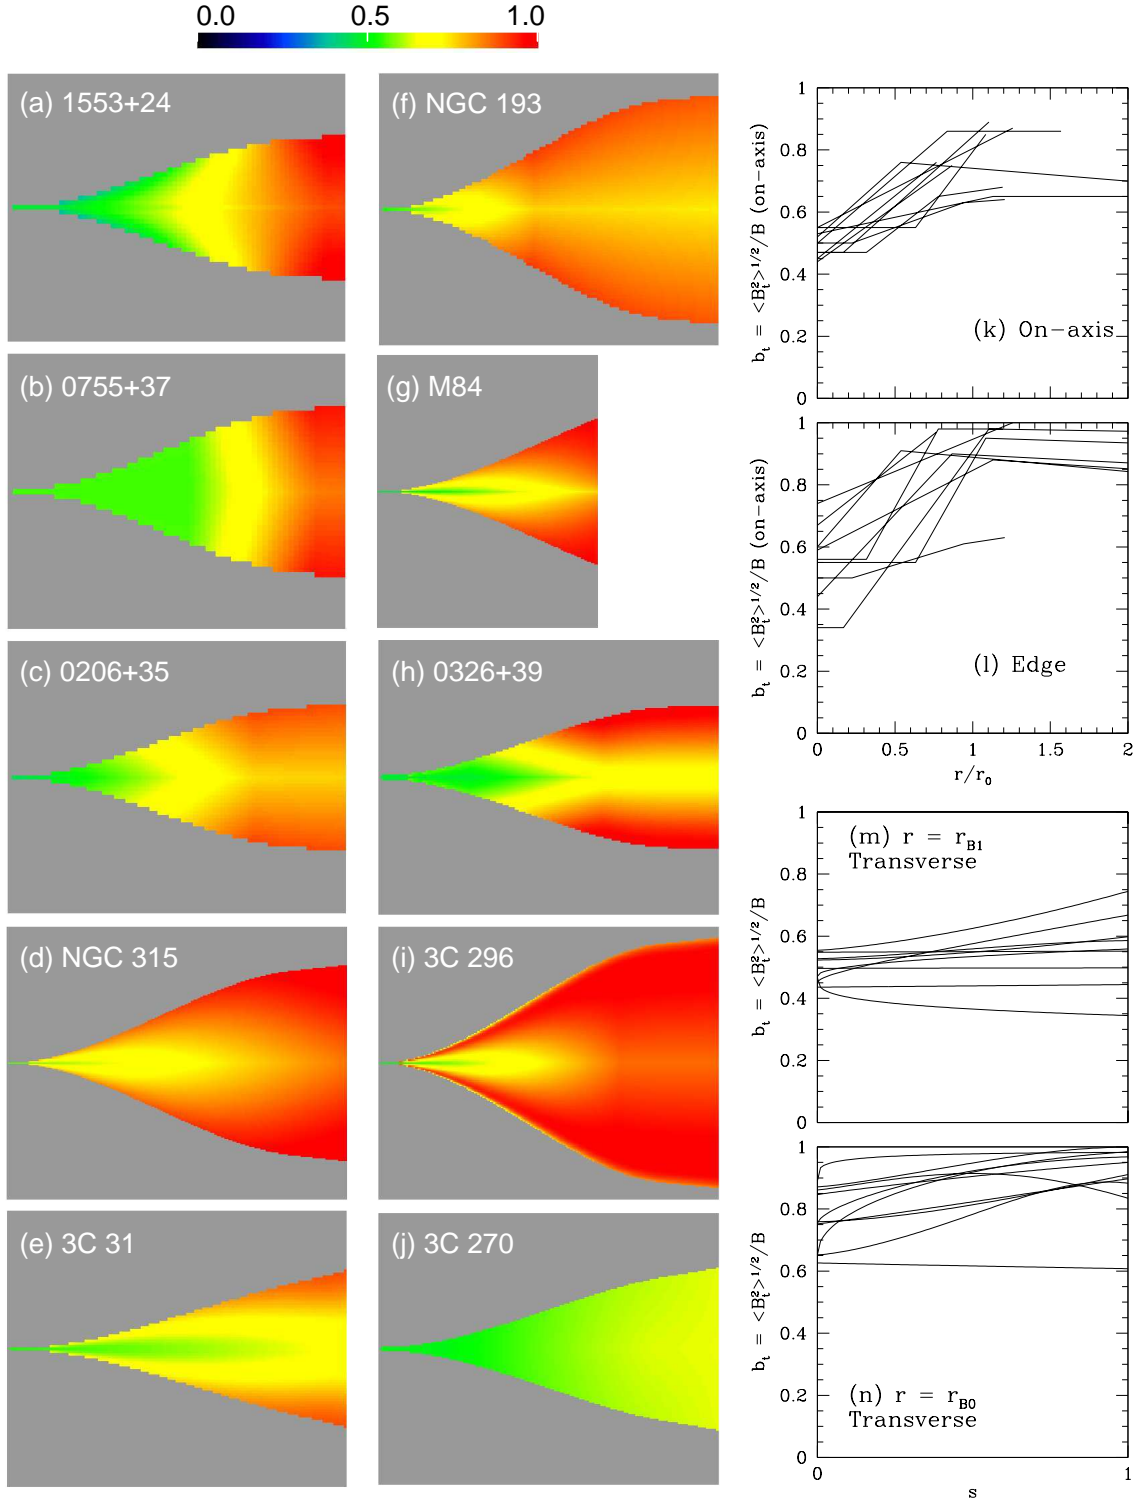 0.0 0.5 1.0
(a) 1553+24
(f) NGC 193
(b) 0755+37
(g) M84
(c) 0206+35
(h) 0326+39
(d) NGC 315
(i) 3C 296
(e) 3C 31
(j) 3C 270
1
0.8
0.6
0.4
0.2
0
b_t = <B_t^2>^1/2/B (on-axis)
(k) On-axis
1
0.8
0.6
0.4
0.2
0
b_t = <B_t^2>^1/2/B (on-axis)
(l) Edge
0 0.5 1 1.5 2
r/r_0
1
0.8
0.6
0.4
0.2
0
b_t = <B_t^2>^1/2/B
(m) r = r_B1
Transverse
1
0.8
0.6
0.4
0.2
0
b_t = <B_t^2>^1/2/B
(n) r = r_B0
Transverse
0 1
s